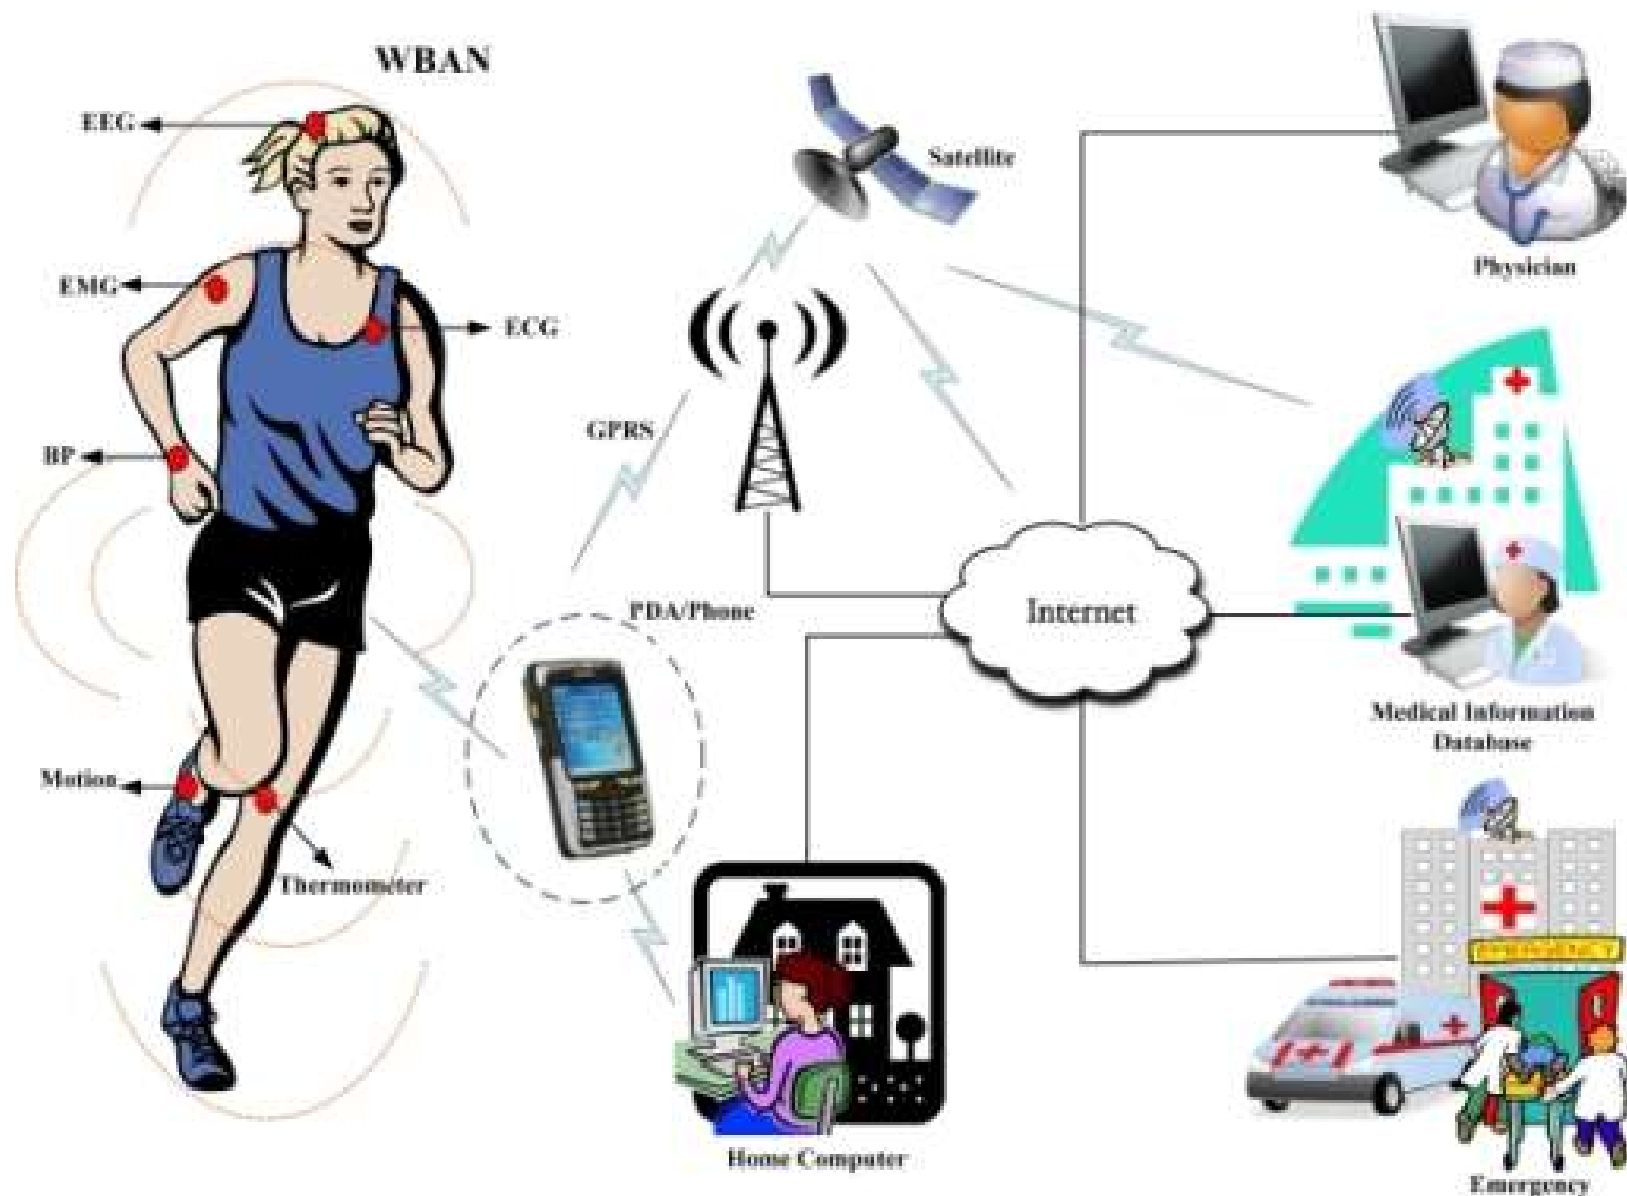 WBAN
EEG
Satellite
Physician
EMG
ECG
GPRS
BP
PDA/Phone
Internet
Medical Information
Database
Motion
Thermometer
EMERGENCY
Home Computer
Emergency